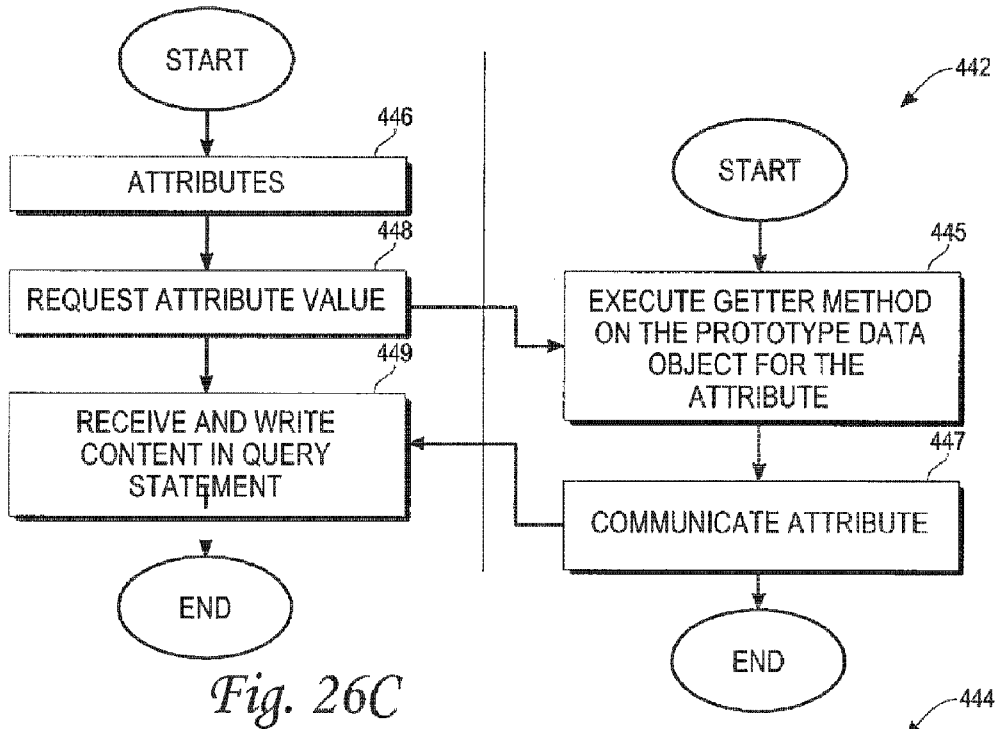 START
446
ATTRIBUTES
448
REQUEST ATTRIBUTE VALUE
449
RECEIVE AND WRITE
CONTENT IN QUERY
STATEMENT
END
Fig. 26C
442
START
445
EXECUTE GETTER METHOD
ON THE PROTOTYPE DATA
OBJECT FOR THE
ATTRIBUTE
447
COMMUNICATE ATTRIBUTE
END
444